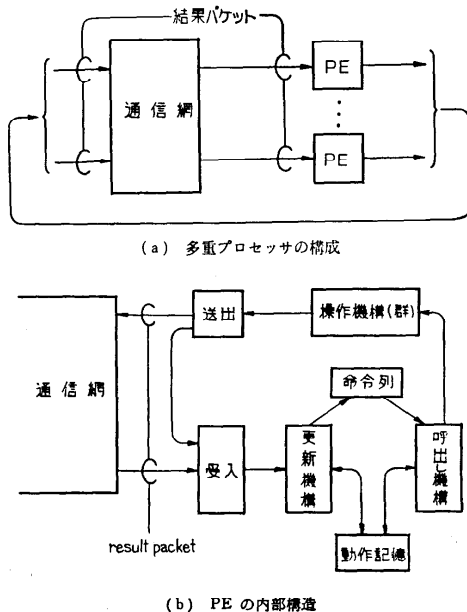 結果パケット
通信網
PE
PE
(a) 多重プロセッサの構成
送出
操作機構(群)
通信網
命令列
受入
更新機構
呼出し機構
result packet
動作記憶
(b) PE の内部構造